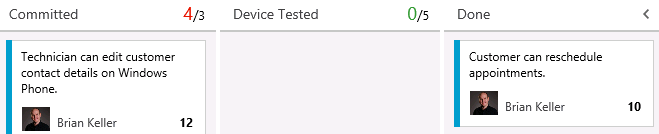 Committed 4/3 Device Tested 0/5 Done
Technician can edit customer
contact details on Windows
Phone.
Brian Keller 12
Customer can reschedule
appointments.
Brian Keller 10